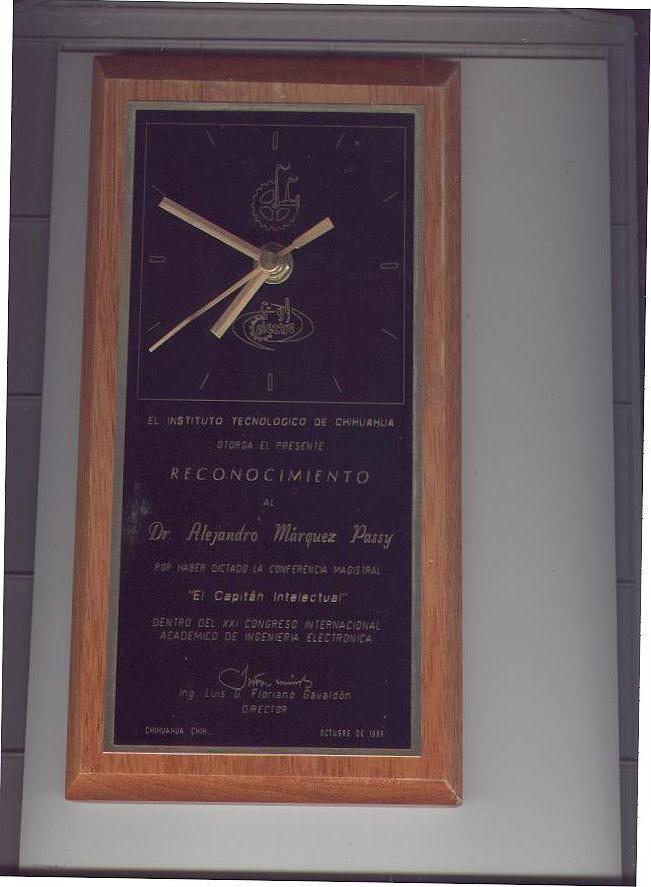 electro
EL INSTITUTO TECNOLOGICO DE CHIHUAHUA
OTORGA EL PRESENTE
RECONOCIMIENTO
AL
Dr. Alejandro Márquez Passy
POR HABER DICTADO LA CONFERENCIA MAGISTRAL
"El Capitán Intelectual"
DENTRO DEL XXI CONGRESO INTERNACIONAL
ACADEMICO DE INGENIERIA ELECTRONICA
Ing Luis G Floriano Gavaldón
DIRECTOR
CHIHUAHUA, CHIH. OCTUBRE DE